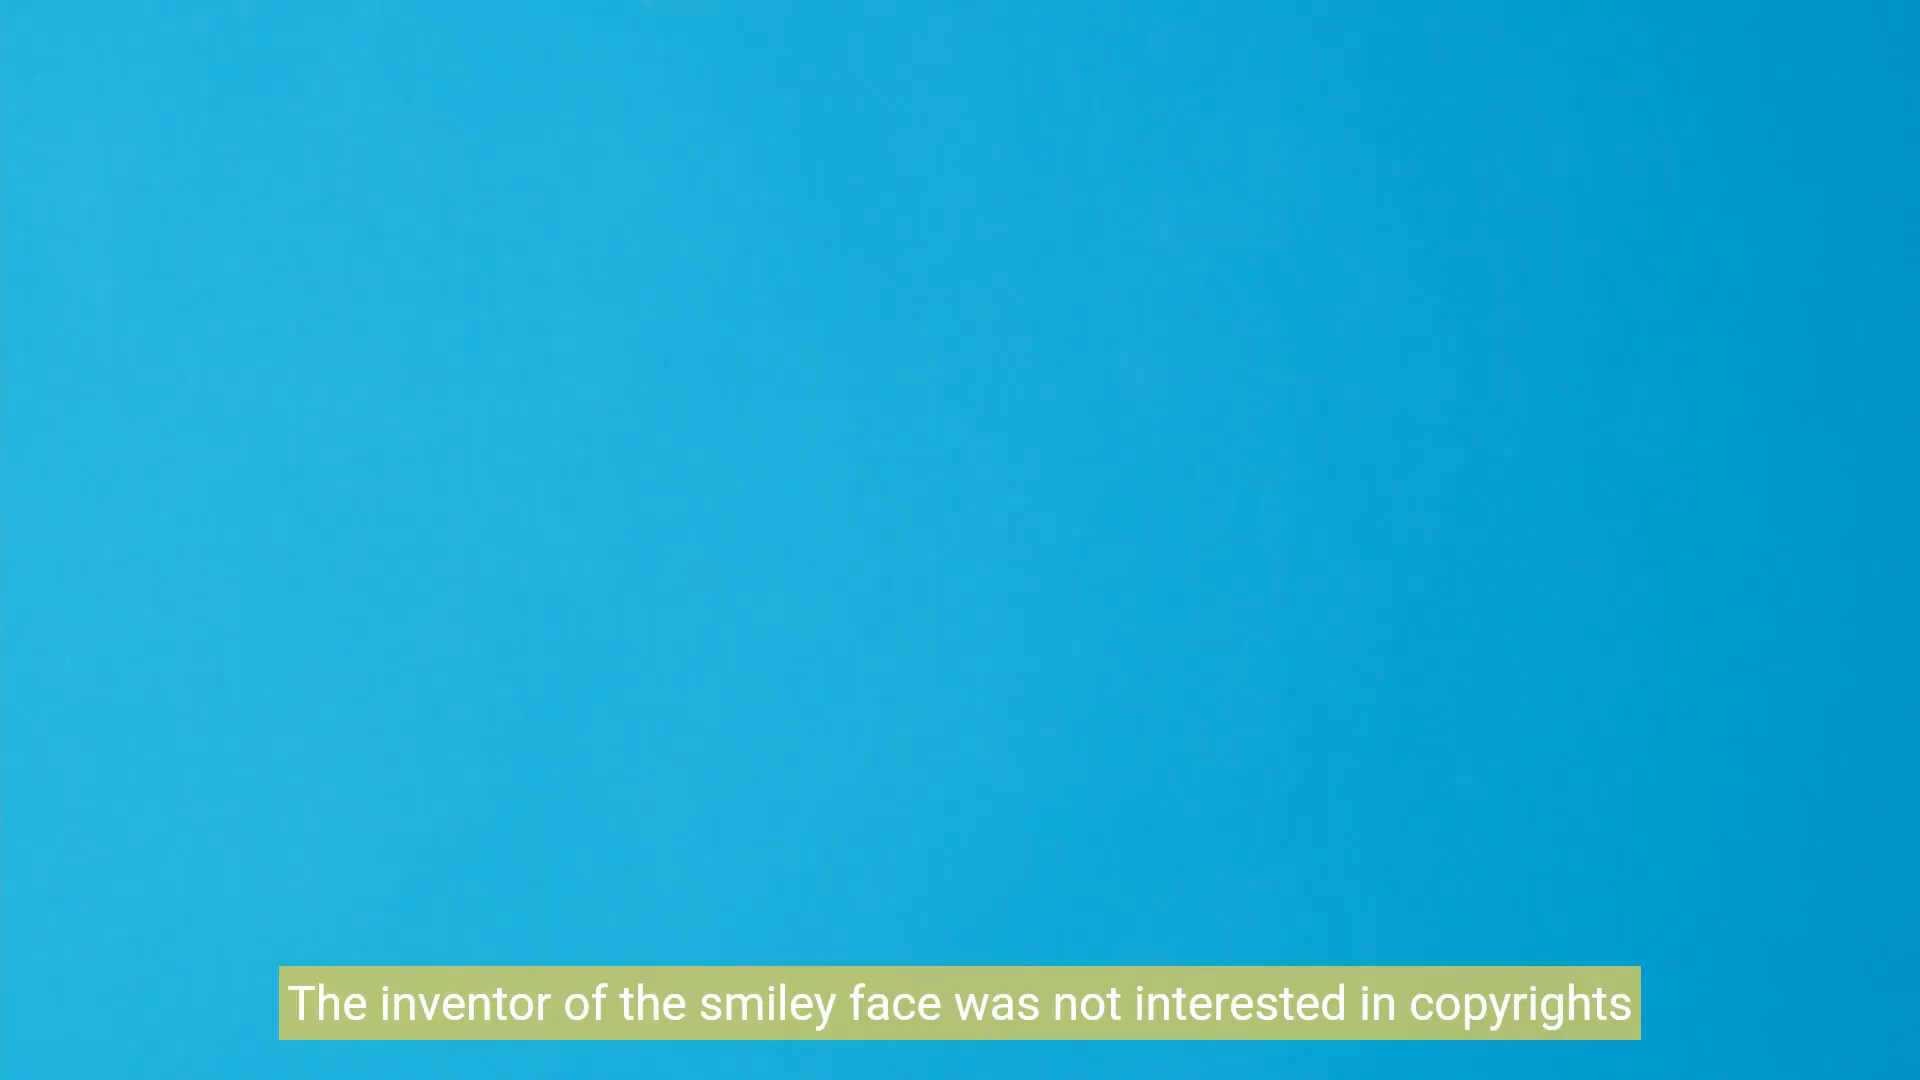 The inventor of the smiley face was not interested in copyrights